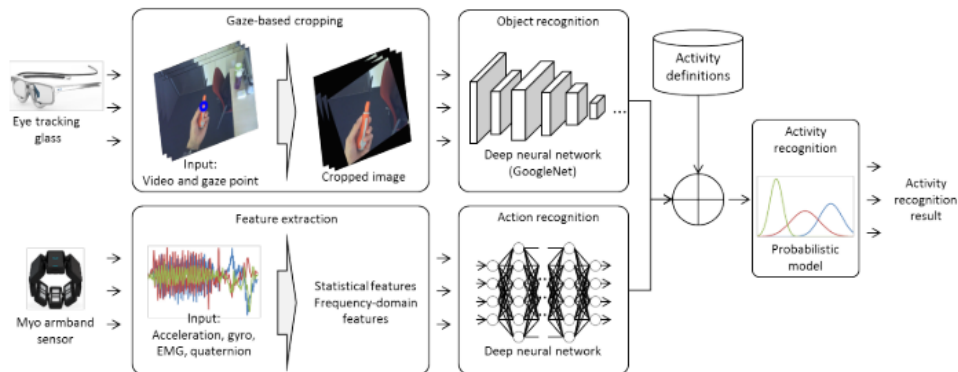 Gaze-based cropping
Object recognition
Activity
definitions
Eye tracking
glass
Input:
Video and gaze point
Cropped image
...
Deep neural network
(GoogleNet)
Activity
recognition
Probabilistic
model
Activity
recognition
result
Feature extraction
Action recognition
Myo armband
sensor
Input:
Acceleration, gyro,
EMG, quaternion
Statistical features
Frequency-domain
features
Deep neural network